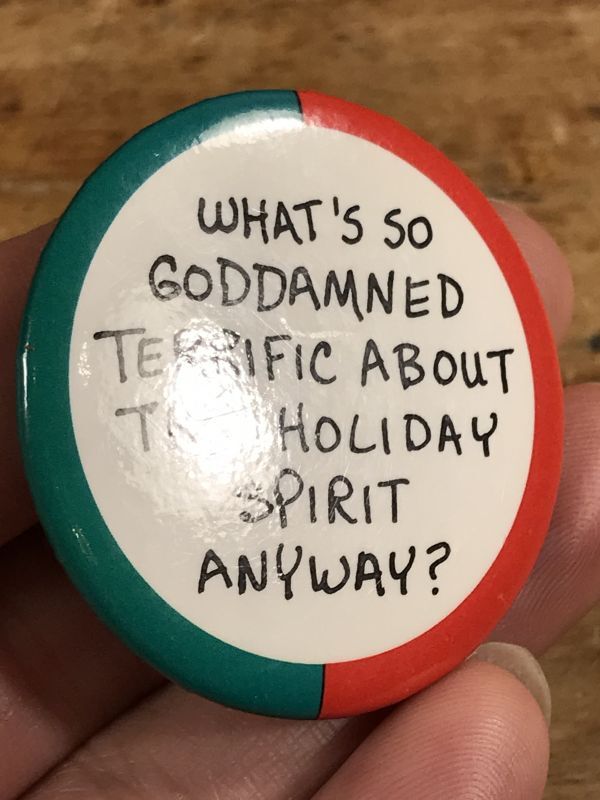 WHAT'S SO
GODDAMNED
TERRIFIC ABOUT
HOLIDAY
SPIRIT
ANYWAY?